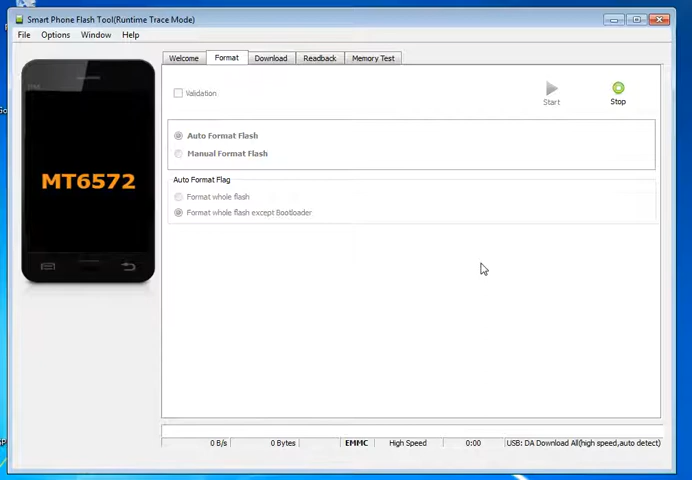 Smart Phone Flash Tool(Runtime Trace Mode)
File Options Window Help
Welcome Format Download Readback Memory Test
Validation
Start Stop
Auto Format Flash
Manual Format Flash
MT6572
Auto Format Flag
Format whole flash
Format whole flash except Bootloader
0 B/s 0 Bytes EMMC High Speed 0:00 USB: DA Download All(high speed,auto detect)